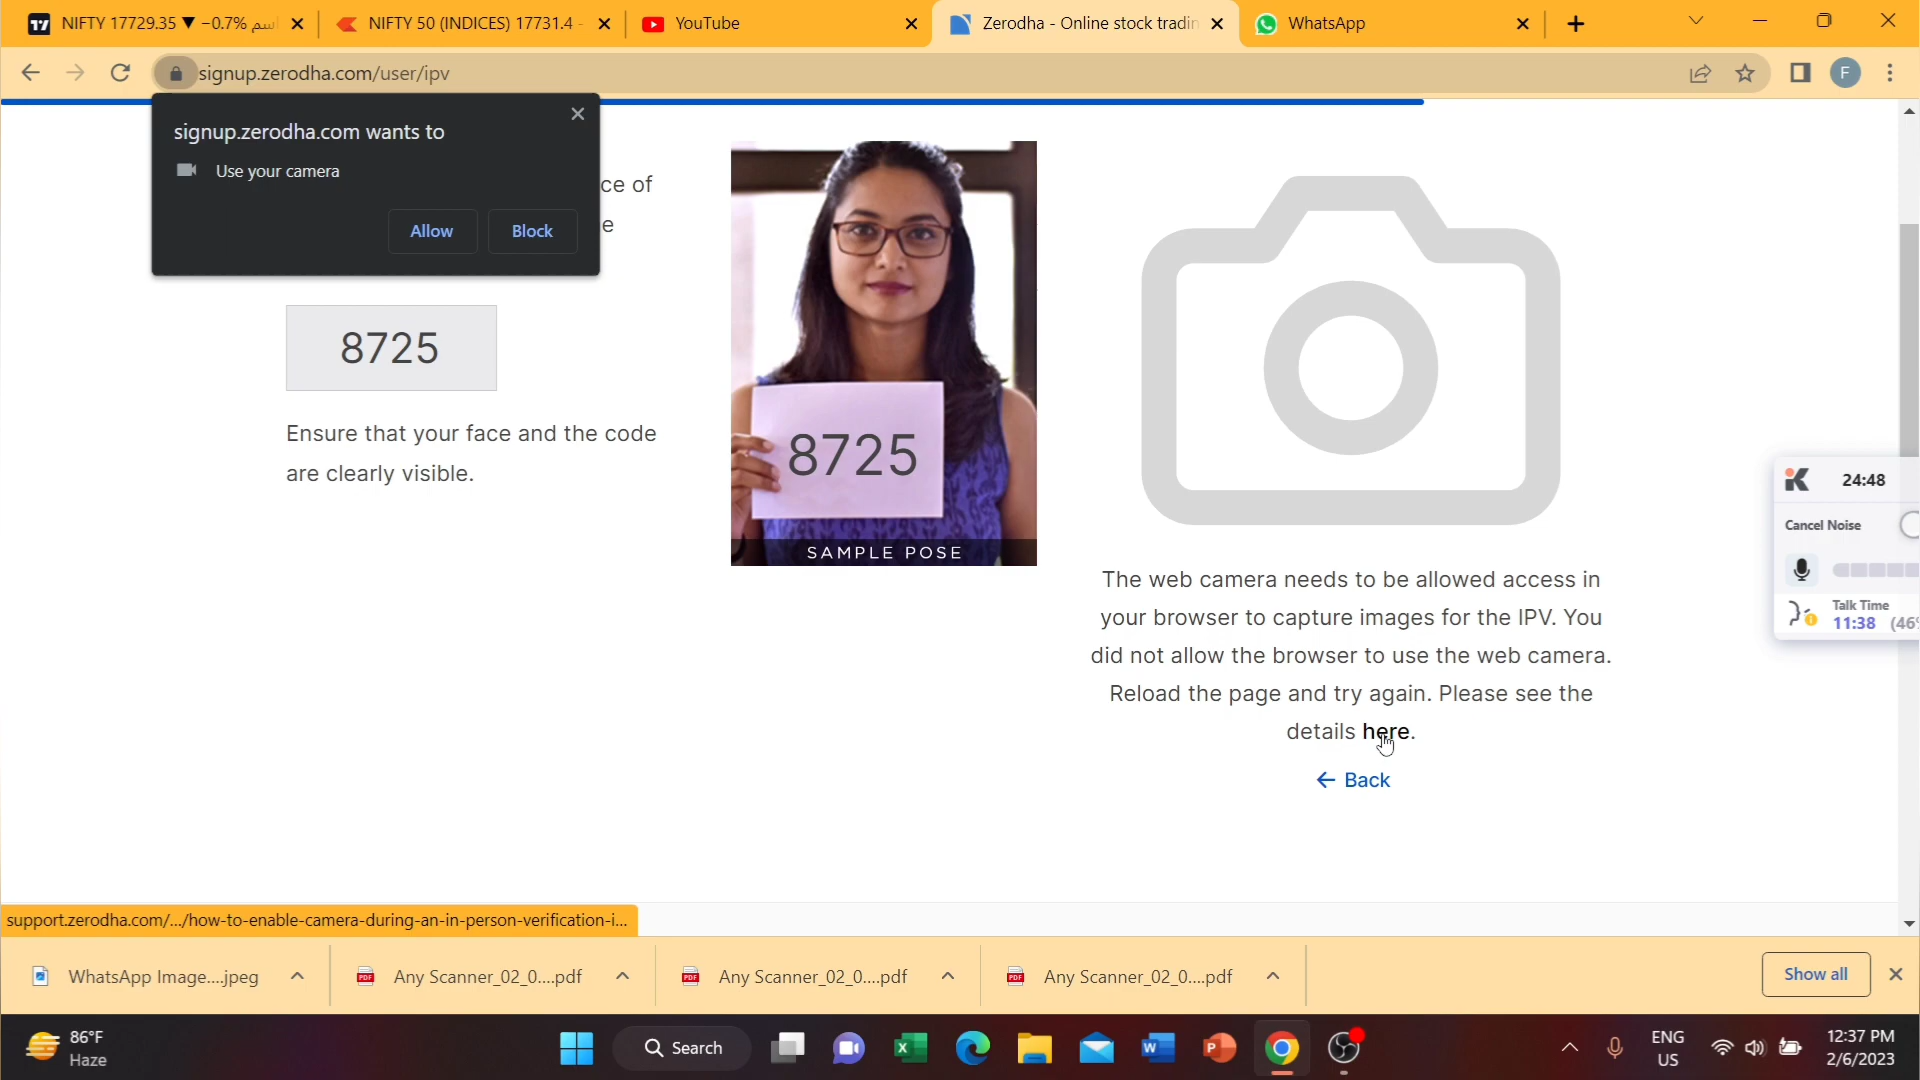 NIFTY 17729.35 ▼ −0.7% اسم
NIFTY 50 (INDICES) 17731.4 -
YouTube
Zerodha - Online stock tradin
WhatsApp
signup.zerodha.com/user/ipv
F
signup.zerodha.com wants to
Use your camera
Allow
Block
ce of
e
8725
Ensure that your face and the code
are clearly visible.
8725
SAMPLE POSE
The web camera needs to be allowed access in
your browser to capture images for the IPV. You
did not allow the browser to use the web camera.
Reload the page and try again. Please see the
details here.
← Back
24:48
Cancel Noise
Talk Time
11:38 (46%
support.zerodha.com/.../how-to-enable-camera-during-an-in-person-verification-i...
WhatsApp Image....jpeg
PDF Any Scanner_02_0....pdf
PDF Any Scanner_02_0....pdf
PDF Any Scanner_02_0....pdf
Show all
86°F
Haze
Search
ENG
US
12:37 PM
2/6/2023